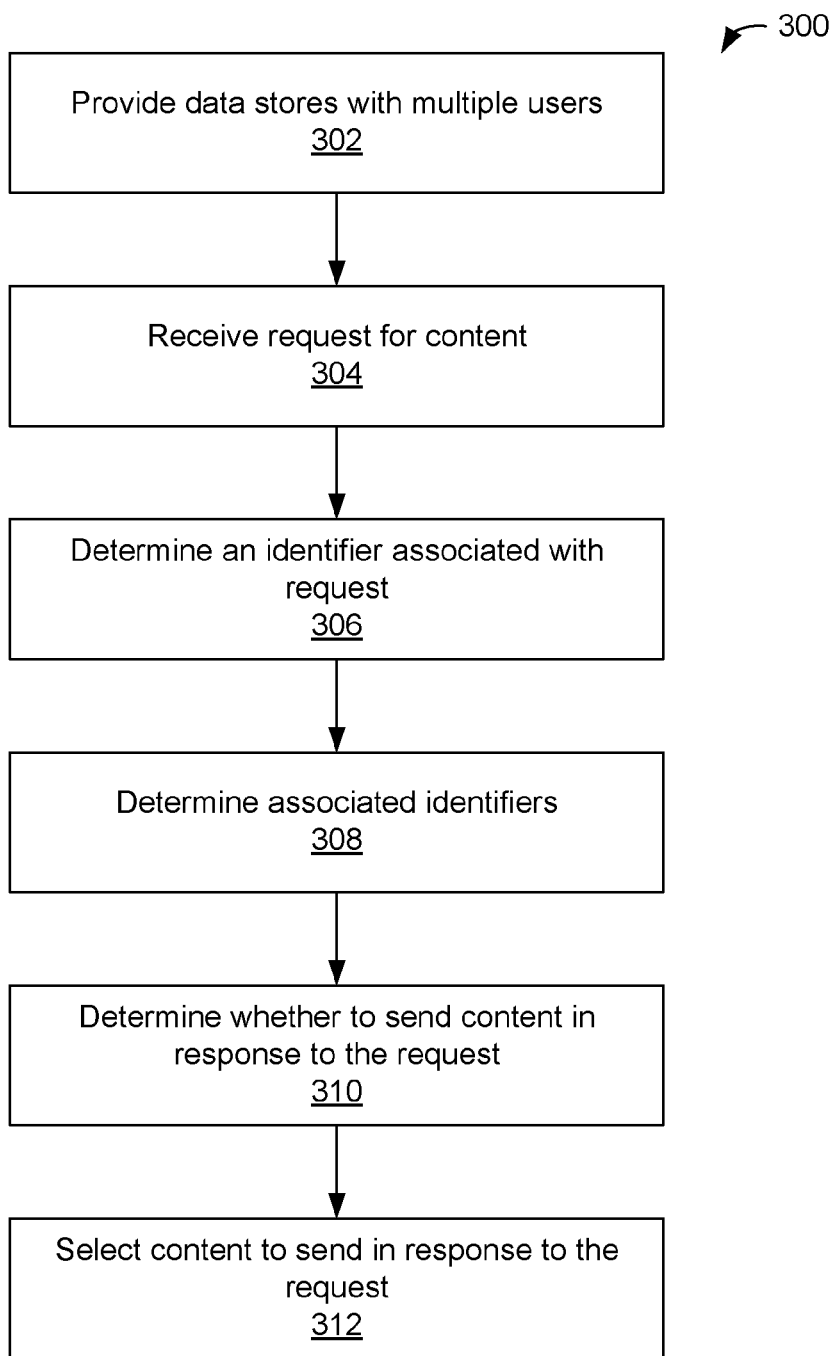 300
Provide data stores with multiple users
302
Receive request for content
304
Determine an identifier associated with
request
306
Determine associated identifiers
308
Determine whether to send content in
response to the request
310
Select content to send in response to the
request
312